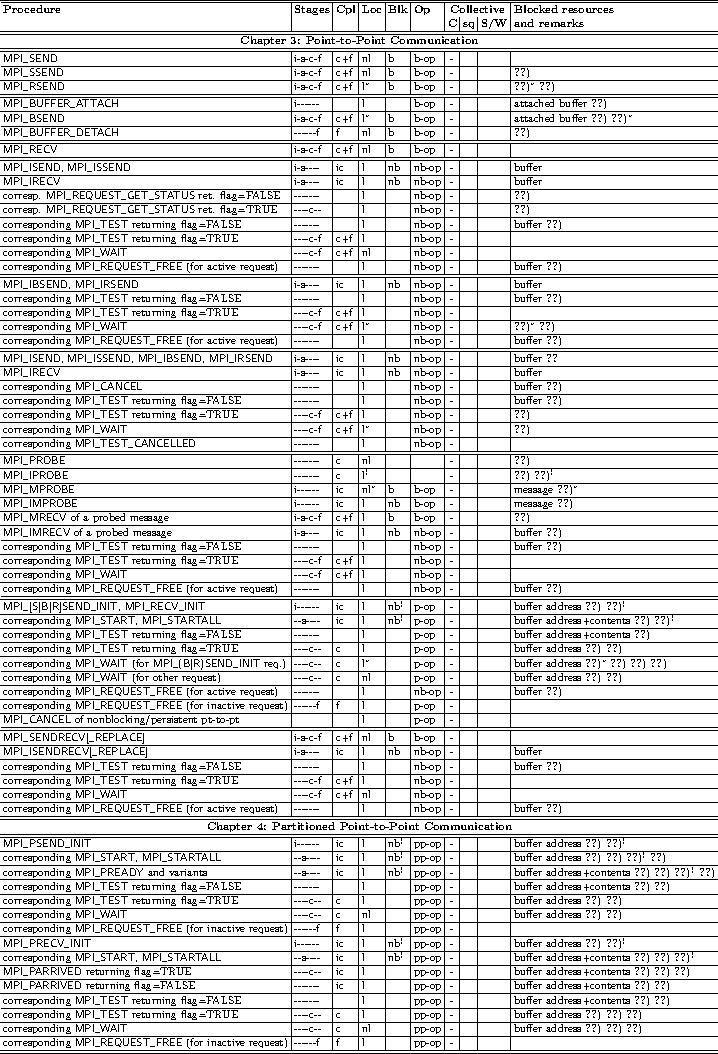 Procedure Stages Cpl Loc Blk Op Collective Blocked resources
C sq S/W and remarks
Chapter 3: Point-to-Point Communication
MPI_SEND i-s-c-f c+f nl b b-op -
MPI_SSEND i-s-c-f c+f nl b b-op - ??)
MPI_RSEND i-s-c-f c+f l* b b-op - ??)* ??)
MPI_BUFFER_ATTACH i------ l b-op - attached buffer ??)
MPI_BSEND i-s-c-f c+f l* b b-op - attached buffer ??) ??)*
MPI_BUFFER_DETACH ------f f nl b-op - ??)
MPI_RECV i-s-c-f c+f nl b b-op -
MPI_ISEND, MPI_ISSEND i-s---- ic l nb nb-op - buffer
MPI_IRECV i-s---- ic l nb nb-op - buffer
corresp. MPI_REQUEST_GET_STATUS ret. flag=FALSE ------- l nb-op - ??)
corresp. MPI_REQUEST_GET_STATUS ret. flag=TRUE ----c-- l nb-op - ??)
corresponding MPI_TEST returning flag=FALSE ------- l nb-op - buffer ??)
corresponding MPI_TEST returning flag=TRUE ----c-f c+f l nb-op -
corresponding MPI_WAIT ----c-f c+f nl nb-op -
corresponding MPI_REQUEST_FREE (for active request) ------- l nb-op - buffer ??)
MPI_IBSEND, MPI_IRSEND i-s---- ic l nb nb-op - buffer
corresponding MPI_TEST returning flag=FALSE ------- l nb-op - buffer ??)
corresponding MPI_TEST returning flag=TRUE ----c-f c+f l nb-op -
corresponding MPI_WAIT ----c-f c+f l* nb-op - ??)* ??)
corresponding MPI_REQUEST_FREE (for active request) ------- l nb-op - buffer ??)
MPI_ISEND, MPI_ISSEND, MPI_IBSEND, MPI_IRSEND i-s---- ic l nb nb-op - buffer ??
MPI_IRECV i-s---- ic l nb nb-op - buffer
corresponding MPI_CANCEL ------- l nb-op - buffer ??)
corresponding MPI_TEST returning flag=FALSE ------- l nb-op - buffer ??)
corresponding MPI_TEST returning flag=TRUE ----c-f c+f l nb-op - ??)
corresponding MPI_WAIT ----c-f c+f l* nb-op - ??)
corresponding MPI_TEST_CANCELLED ------- l nb-op -
MPI_PROBE ------- c nl - ??)
MPI_IPROBE ------- c l! - ??) ??)!
MPI_MPROBE i------ ic nl* b b-op - message ??)*
MPI_IMPROBE i------ ic l nb b-op - message ??)
MPI_MRECV of a probed message i-s-c-f c+f l b b-op - ??)
MPI_IMRECV of a probed message i-s---- ic l nb nb-op - buffer ??)
corresponding MPI_TEST returning flag=FALSE ------- l nb-op - buffer ??)
corresponding MPI_TEST returning flag=TRUE ----c-f c+f l nb-op -
corresponding MPI_WAIT ----c-f c+f l nb-op -
corresponding MPI_REQUEST_FREE (for active request) ------- l nb-op - buffer ??)
MPI_[S|B|R]SEND_INIT, MPI_RECV_INIT i------ ic l nb! p-op - buffer address ??) ??)!
corresponding MPI_START, MPI_STARTALL --s---- ic l nb! p-op - buffer address+contents ??) ??)!
corresponding MPI_TEST returning flag=FALSE ------- l p-op - buffer address+contents ??)
corresponding MPI_TEST returning flag=TRUE ----c-- c l p-op - buffer address ??) ??)
corresponding MPI_WAIT (for MPI_(B|R)SEND_INIT req.) ----c-- c l* p-op - buffer address ??)* ??) ??) ??)
corresponding MPI_WAIT (for other request) ----c-- c nl p-op - buffer address ??) ??)
corresponding MPI_REQUEST_FREE (for active request) ------- l nb-op - buffer ??)
corresponding MPI_REQUEST_FREE (for inactive request) ------f f l p-op -
MPI_CANCEL of nonblocking/persistent pt-to-pt ------- l p-op -
MPI_SENDRECV[_REPLACE] i-s-c-f c+f nl b b-op -
MPI_ISENDRECV[_REPLACE] i-s---- ic l nb nb-op - buffer
corresponding MPI_TEST returning flag=FALSE ------- l nb-op - buffer ??)
corresponding MPI_TEST returning flag=TRUE ----c-f c+f l nb-op -
corresponding MPI_WAIT ----c-f c+f nl nb-op -
corresponding MPI_REQUEST_FREE (for active request) ------- l nb-op - buffer ??)
Chapter 4: Partitioned Point-to-Point Communication
MPI_PSEND_INIT i------ ic l nb! pp-op - buffer address ??) ??)!
corresponding MPI_START, MPI_STARTALL --s---- ic l nb! pp-op - buffer address ??) ??) ??)! ??)
corresponding MPI_PREADY and variants --s---- ic l nb! pp-op - buffer address+contents ??) ??) ??)! ??)
corresponding MPI_TEST returning flag=FALSE ------- l pp-op - buffer address+contents ??) ??)
corresponding MPI_TEST returning flag=TRUE ----c-- c l pp-op - buffer address ??) ??)
corresponding MPI_WAIT ----c-- c nl pp-op - buffer address ??) ??)
corresponding MPI_REQUEST_FREE (for inactive request) ------f f l pp-op -
MPI_PRECV_INIT i------ ic l nb! pp-op - buffer address ??) ??)!
corresponding MPI_START, MPI_STARTALL --s---- ic l nb! pp-op - buffer address+contents ??) ??) ??)!
MPI_PARRIVED returning flag=TRUE ----c-- ic l pp-op - buffer address+contents ??) ??) ??)
MPI_PARRIVED returning flag=FALSE ------- ic l pp-op - buffer address+contents ??) ??)
corresponding MPI_TEST returning flag=FALSE ------- l pp-op - buffer address+contents ??) ??)
corresponding MPI_TEST returning flag=TRUE ----c-- c l pp-op - buffer address ??) ??) ??)
corresponding MPI_WAIT ----c-- c nl pp-op - buffer address ??) ??) ??)
corresponding MPI_REQUEST_FREE (for inactive request) ------f f l pp-op -